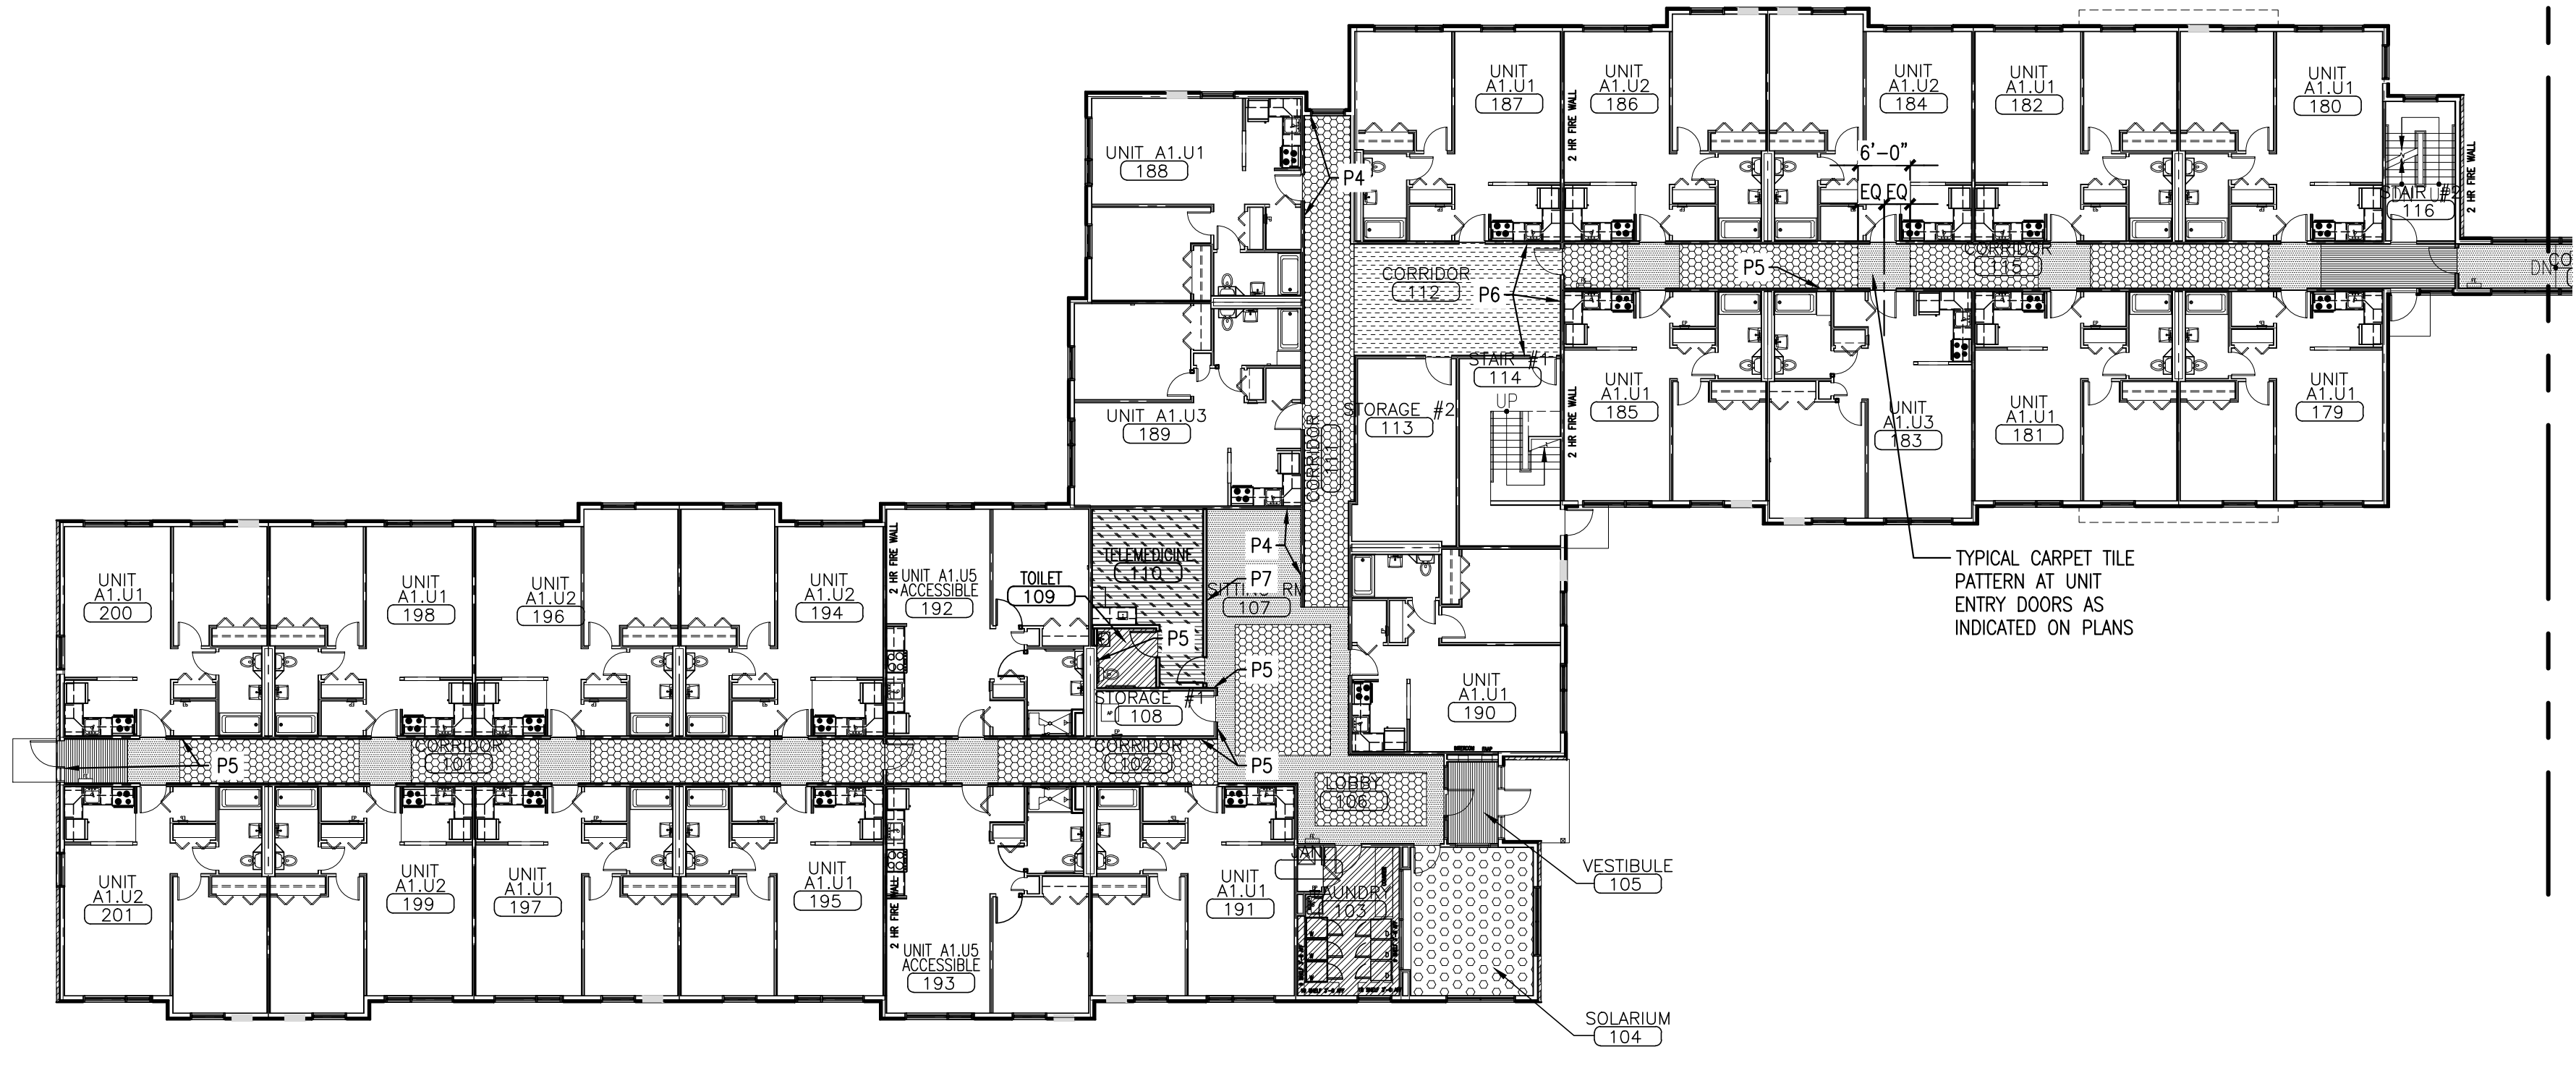 UNIT
A1.U1
187
2 HR FIRE WALL
UNIT
A1.U2
186
UNIT
A1.U2
184
UNIT
A1.U1
182
UNIT
A1.U1
180
6'-0"
EQ EQ
STAIR #2
116
2 HR FIRE WALL
UNIT A1.U1
188
P4
CORRIDOR
112
P6
P5
CORRIDOR
115
DN
UNIT A1.U3
189
CORRIDOR
STORAGE #2
113
STAIR #1
114
UP
2 HR FIRE WALL
UNIT
A1.U1
185
UNIT
A1.U3
183
UNIT
A1.U1
181
UNIT
A1.U1
179
TYPICAL CARPET TILE
PATTERN AT UNIT
ENTRY DOORS AS
INDICATED ON PLANS
UNIT
A1.U1
200
UNIT
A1.U1
198
UNIT
A1.U2
196
UNIT
A1.U2
194
2 HR FIRE WALL
UNIT A1.U5
ACCESSIBLE
192
TOILET
109
TELEMEDICINE
110
P4
P7
SITTING RM
107
P5
P5
STORAGE #1
108
UNIT
A1.U1
190
P5
CORRIDOR
101
CORRIDOR
102
P5
LOBBY
106
UNIT
A1.U2
201
UNIT
A1.U2
199
UNIT
A1.U1
197
UNIT
A1.U1
195
2 HR FIRE WALL
UNIT A1.U5
ACCESSIBLE
193
UNIT
A1.U1
191
JAN
LAUNDRY
103
VESTIBULE
105
SOLARIUM
104